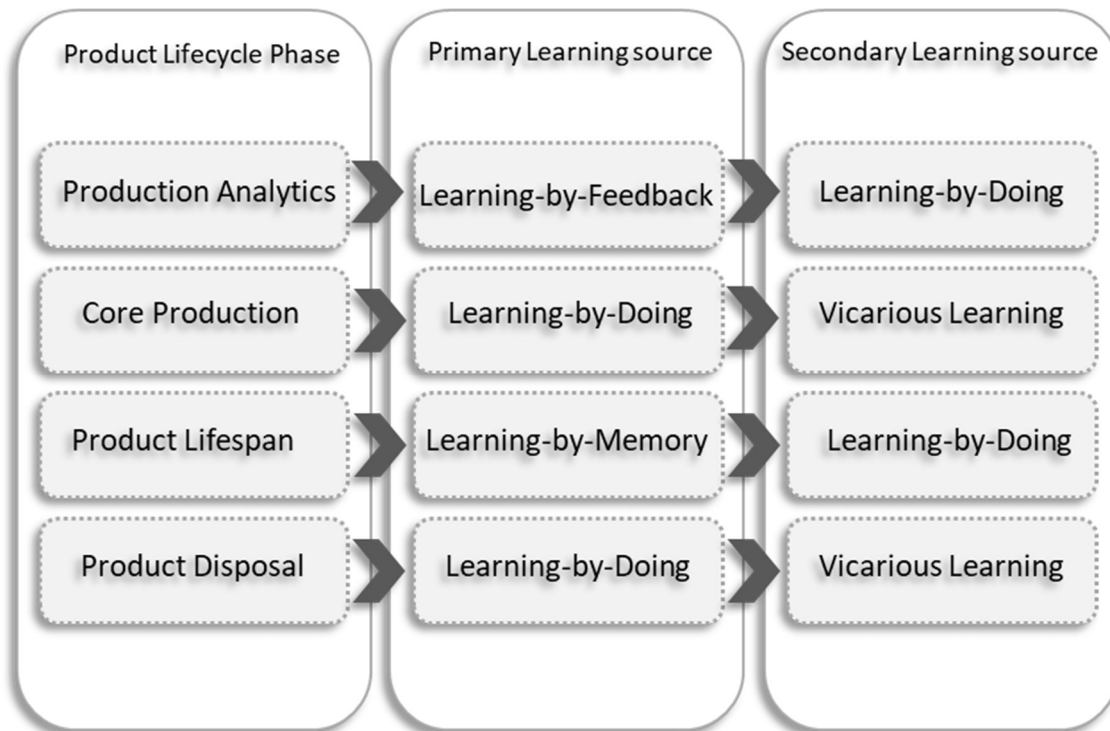 Product Lifecycle Phase
Primary Learning source
Secondary Learning source
Production Analytics
Learning-by-Feedback
Learning-by-Doing
Core Production
Learning-by-Doing
Vicarious Learning
Product Lifespan
Learning-by-Memory
Learning-by-Doing
Product Disposal
Learning-by-Doing
Vicarious Learning